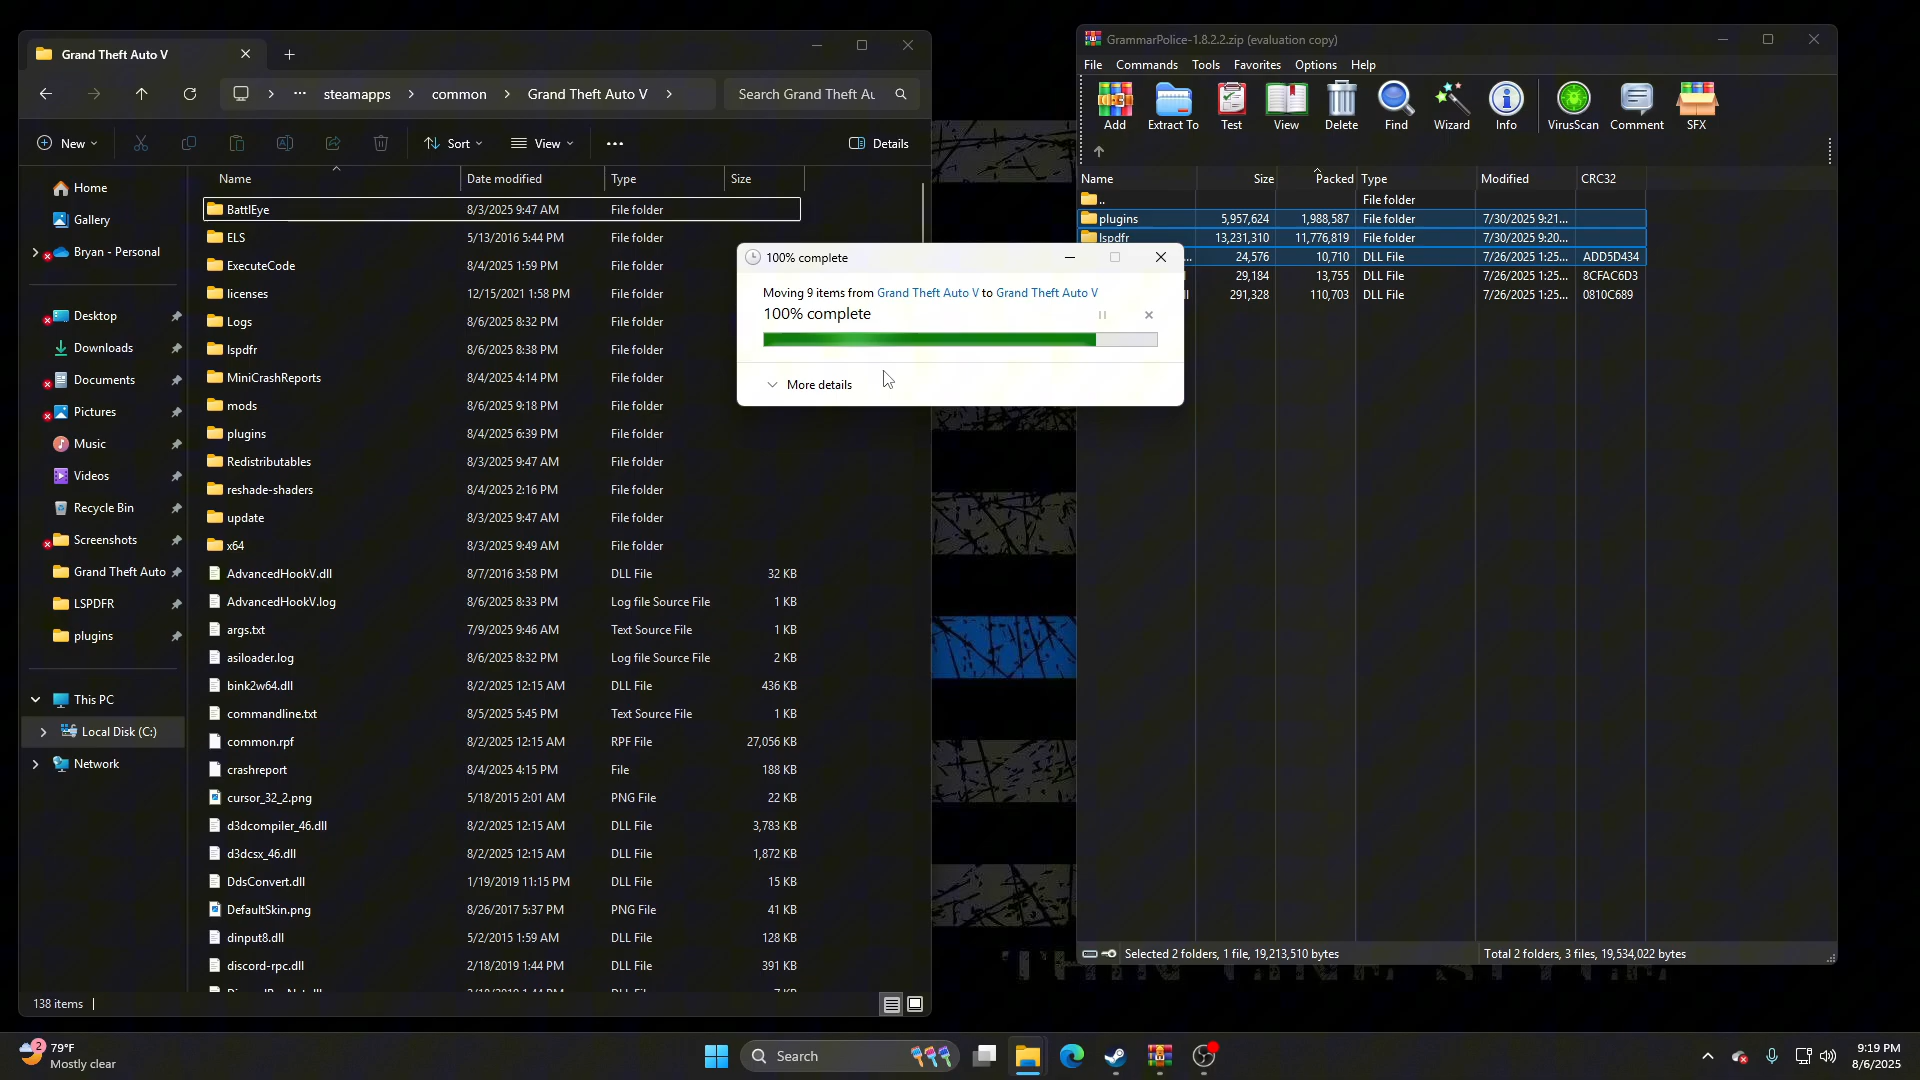 Grand Theft Auto V
steamapps
common
Grand Theft Auto V
Search Grand Theft Au
New
Sort
View
Details
Name
Date modified
Type
Size
Home
Gallery
Bryan - Personal
Desktop
Downloads
Documents
Pictures
Music
Videos
Recycle Bin
Screenshots
Grand Theft Auto
LSPDFR
plugins
This PC
Local Disk (C:)
Network
BattlEye 8/3/2025 9:47 AM File folder
ELS 5/13/2016 5:44 PM File folder
ExecuteCode 8/4/2025 1:59 PM File folder
licenses 12/15/2021 1:58 PM File folder
Logs 8/6/2025 8:32 PM File folder
lspdfr 8/6/2025 8:38 PM File folder
MiniCrashReports 8/4/2025 4:14 PM File folder
mods 8/6/2025 9:18 PM File folder
plugins 8/4/2025 6:39 PM File folder
Redistributables 8/3/2025 9:47 AM File folder
reshade-shaders 8/4/2025 2:16 PM File folder
update 8/3/2025 9:47 AM File folder
x64 8/3/2025 9:49 AM File folder
AdvancedHookV.dll 8/7/2016 3:58 PM DLL File 32 KB
AdvancedHookV.log 8/6/2025 8:33 PM Log file Source File 1 KB
args.txt 7/9/2025 9:46 AM Text Source File 1 KB
asiloader.log 8/6/2025 8:32 PM Log file Source File 2 KB
bink2w64.dll 8/2/2025 12:15 AM DLL File 436 KB
commandline.txt 8/5/2025 5:45 PM Text Source File 1 KB
common.rpf 8/2/2025 12:15 AM RPF File 27,056 KB
crashreport 8/4/2025 4:15 PM File 188 KB
cursor_32_2.png 5/18/2015 2:01 AM PNG File 22 KB
d3dcompiler_46.dll 8/2/2025 12:15 AM DLL File 3,783 KB
d3dcsx_46.dll 8/2/2025 12:15 AM DLL File 1,872 KB
DdsConvert.dll 1/19/2019 11:15 PM DLL File 15 KB
DefaultSkin.png 8/26/2017 5:37 PM PNG File 41 KB
dinput8.dll 5/2/2015 1:59 AM DLL File 128 KB
discord-rpc.dll 2/18/2019 1:44 PM DLL File 391 KB
138 items
100% complete
Moving 9 items from Grand Theft Auto V to Grand Theft Auto V
100% complete
More details
GrammarPolice-1.8.2.2.zip (evaluation copy)
File Commands Tools Favorites Options Help
Add Extract To Test View Delete Find Wizard Info VirusScan Comment SFX
Name Size Packed Type Modified CRC32
.. File folder
plugins 5,957,624 1,988,587 File folder 7/30/2025 9:21...
lspdfr 13,231,310 11,776,819 File folder 7/30/2025 9:20...
24,576 10,710 DLL File 7/26/2025 1:25... ADD5D434
29,184 13,755 DLL File 7/26/2025 1:25... 8CFAC6D3
291,328 110,703 DLL File 7/26/2025 1:25... 0810C689
Selected 2 folders, 1 file, 19,213,510 bytes
Total 2 folders, 3 files, 19,534,022 bytes
2
79°F
Mostly clear
Search
9:19 PM
8/6/2025